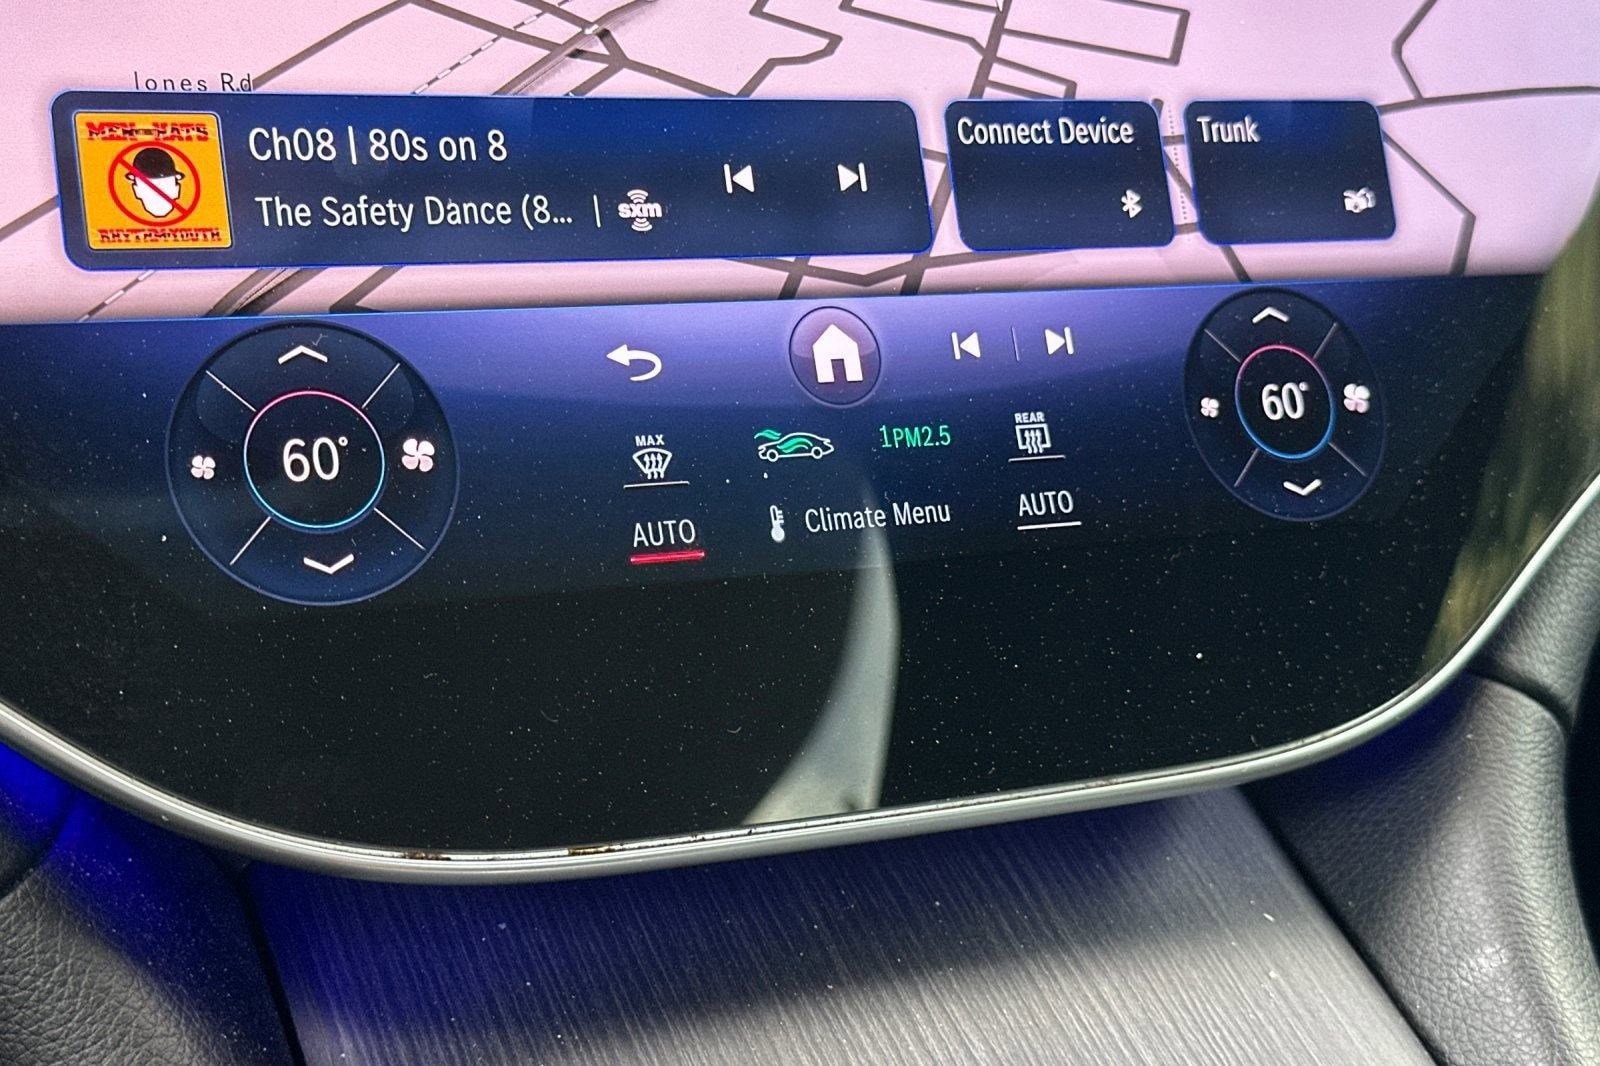 Jones Rd
MEN WITHOUT HATS
RHYTHM OF YOUTH
Ch08 | 80s on 8
The Safety Dance (8... | sxm
Connect Device
Trunk
60°
MAX
AUTO
1PM2.5
Climate Menu
REAR
AUTO
60°